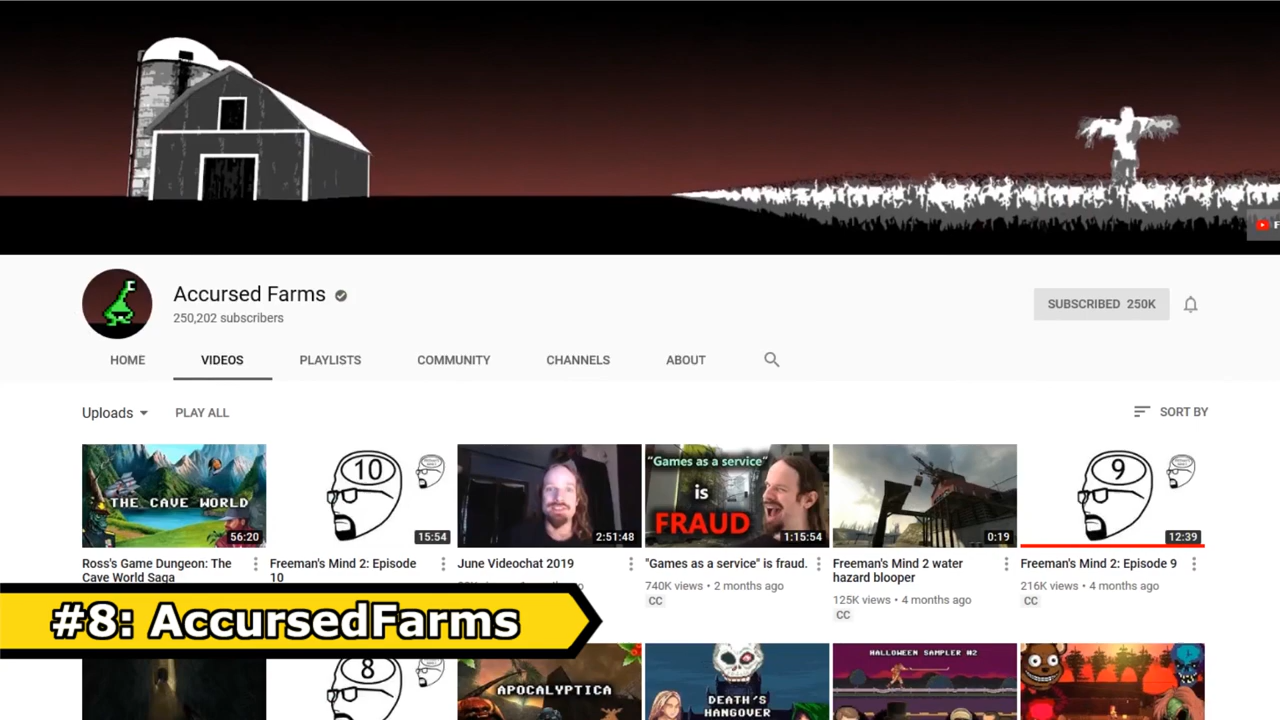 F
Accursed Farms
250,202 subscribers
SUBSCRIBED 250K
HOME VIDEOS PLAYLISTS COMMUNITY CHANNELS ABOUT
Uploads PLAY ALL SORT BY
THE CAVE WORLD
56:20
10
15:54
2:51:48
"Games as a service"
is
FRAUD
1:15:54
0:19
9
12:39
Ross's Game Dungeon: The
Cave World Saga
Freeman's Mind 2: Episode
10
June Videochat 2019
"Games as a service" is fraud.
740K views • 2 months ago
CC
Freeman's Mind 2 water
hazard blooper
125K views • 4 months ago
CC
Freeman's Mind 2: Episode 9
216K views • 4 months ago
CC
#8: AccursedFarms
8
APOCALYPTICA
DEATH'S
HANGOVER
HALLOWEEN SAMPLER #2